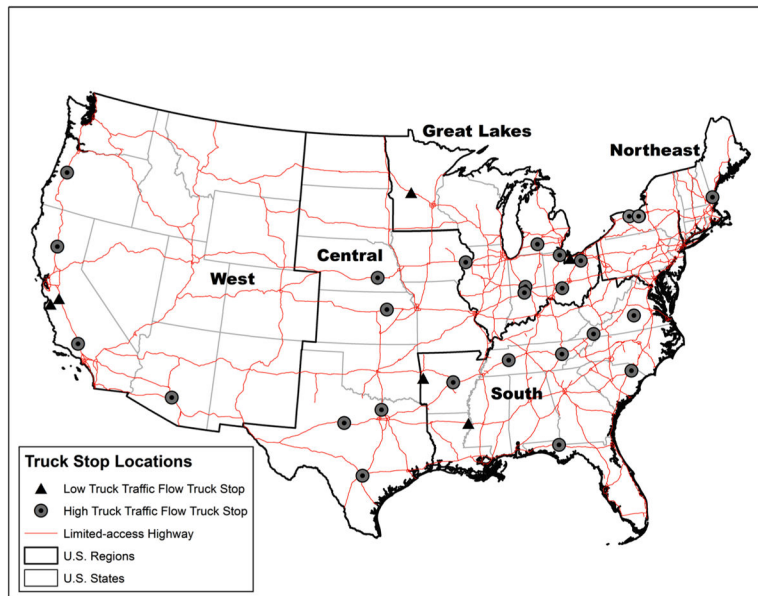 Great Lakes
Northeast
Central
West
South
Truck Stop Locations
Low Truck Traffic Flow Truck Stop
High Truck Traffic Flow Truck Stop
Limited-access Highway
U.S. Regions
U.S. States